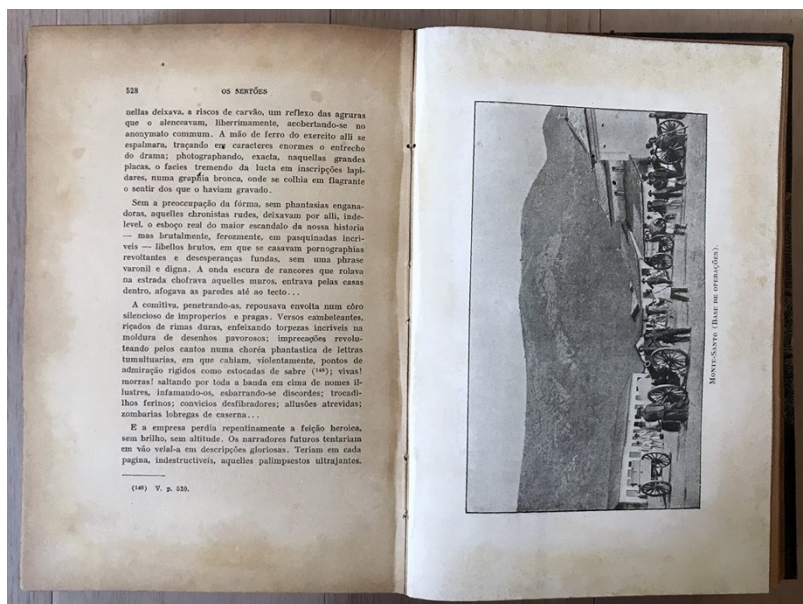 528
OS SERTÕES
nellas deixava, a riscos de carvão, um reflexo das agruras
que o alenceavam, liberrimamente, acobertando-se no
anonymato commum. A mão de ferro do exercito alli se
espalmara, traçando em caracteres enormes o entrecho
do drama; photographando, exacta, naquellas grandes
placas, o facies tremendo da lucta em inscripções lapi-
dares, numa graphia bronca, onde se colhia em flagrante
o sentir dos que o haviam gravado.
Sem a preoccupação da fórma, sem phantasias engana-
doras, aquelles chronistas rudes, deixavam por alli, inde-
level, o esboço real do maior escandalo da nossa historia
— mas brutalmente, ferozmente, em pasquinadas incri-
veis — libellos brutos, em que se casavam pornographias
revoltantes e desesperanças fundas, sem uma phrase
varonil e digna. A onda escura de rancores que rolava
na estrada chofrava aquelles muros, entrava pelas casas
dentro, afogava as paredes até ao tecto...
A comitiva, penetrando-as, repousava envolta num côro
silencioso de improperios e pragas. Versos cambeteantes,
riçados de rimas duras, enfeixando torpezas incriveis na
moldura de desenhos pavorosos; imprecações revolu-
teando pelos cantos numa choréa phantastica de letras
tumultuarias, em que cahiam, violentamente, pontos de
admiração rigidos como estocadas de sabre (148); vivas!
morras! saltando por toda a banda em cima de nomes il-
lustres, infamando-os, esbarrando-se discordes; trocadi-
lhos ferinos; convicios desfibradores; allusões atrevidas;
zombarias lobregas de caserna...
E a empresa perdia repentinamente a feição heroica,
sem brilho, sem altitude. Os narradores futuros tentariam
em vão velal-a em descripções gloriosas. Teriam em cada
pagina, indestructiveis, aquelles palimpsestos ultrajantes.
(148) V. p. 530.
MONTE-SANTO (BASE DE OPERAÇÕES).